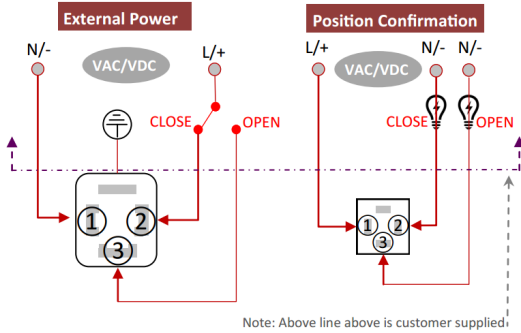 External Power
Position Confirmation
N/-
VAC/VDC
L/+
L/+
VAC/VDC
N/-
N/-
CLOSE
OPEN
CLOSE
OPEN
1
2
3
1
2
3
Note: Above line above is customer supplied